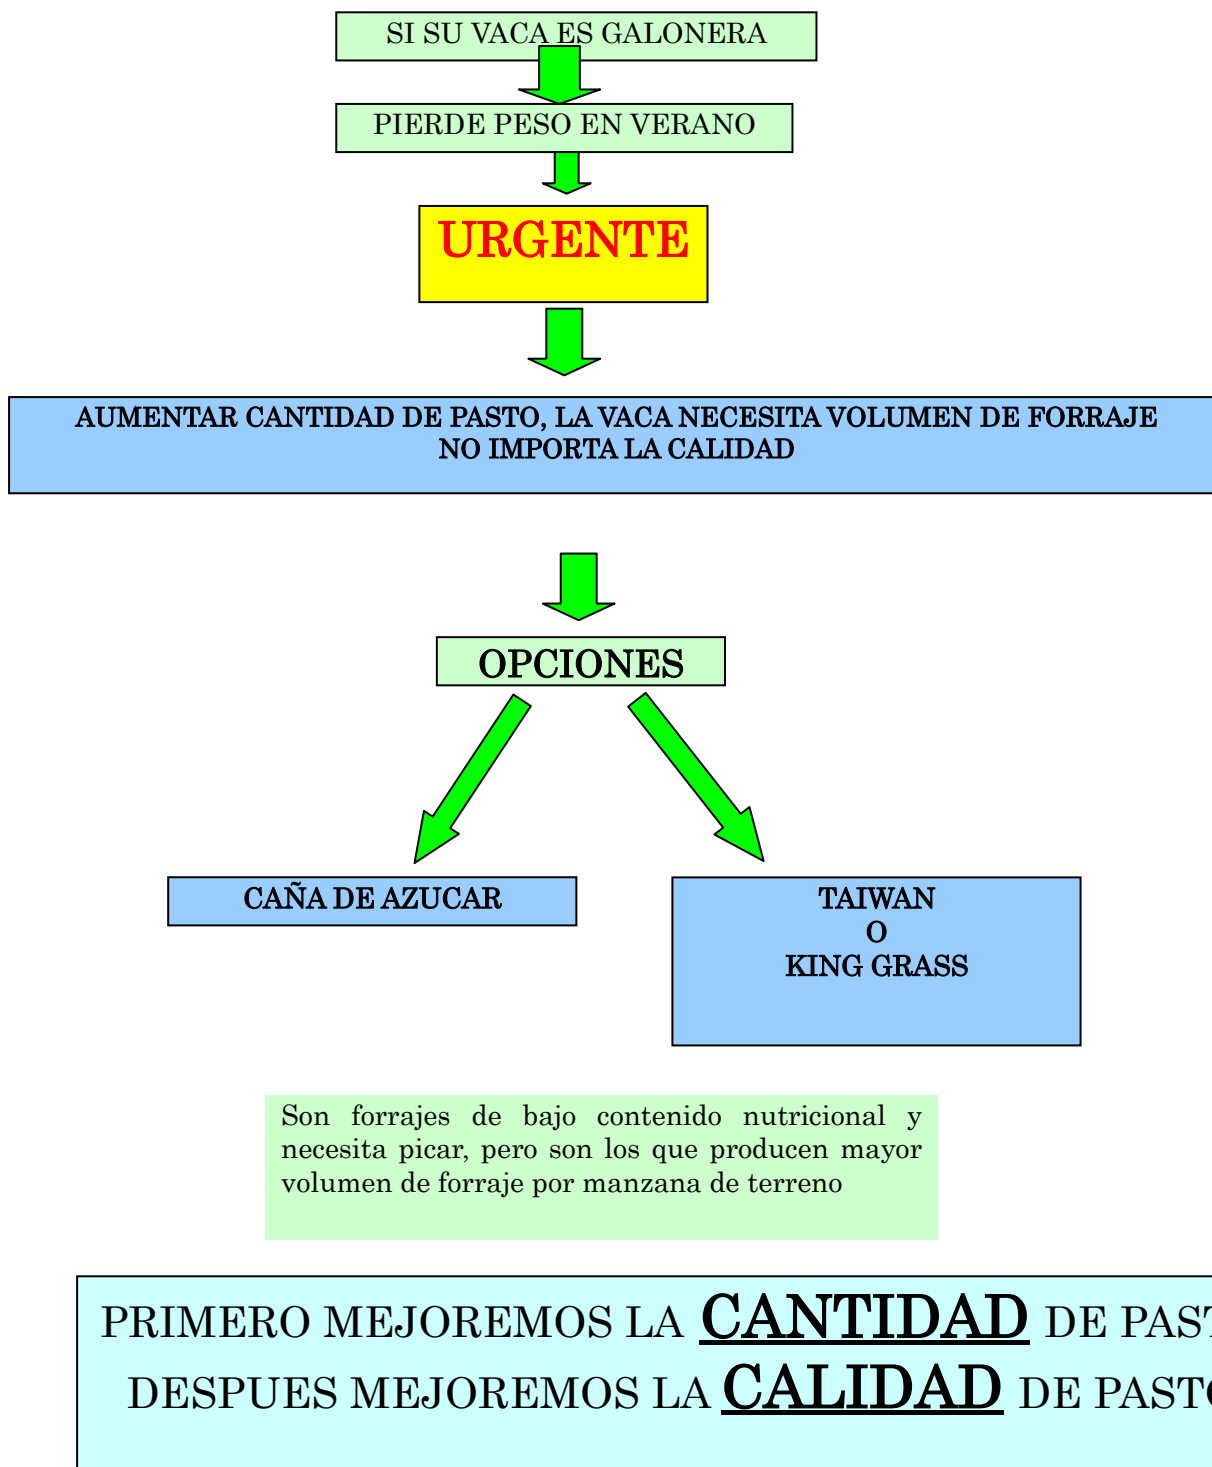 SI SU VACA ES GALONERA
PIERDE PESO EN VERANO
URGENTE
AUMENTAR CANTIDAD DE PASTO, LA VACA NECESITA VOLUMEN DE FORRAJE
NO IMPORTA LA CALIDAD
OPCIONES
CAÑA DE AZUCAR
TAIWAN
O
KING GRASS
Son forrajes de bajo contenido nutricional y
necesita picar, pero son los que producen mayor
volumen de forraje por manzana de terreno
PRIMERO MEJOREMOS LA CANTIDAD DE PAST
DESPUES MEJOREMOS LA CALIDAD DE PASTO